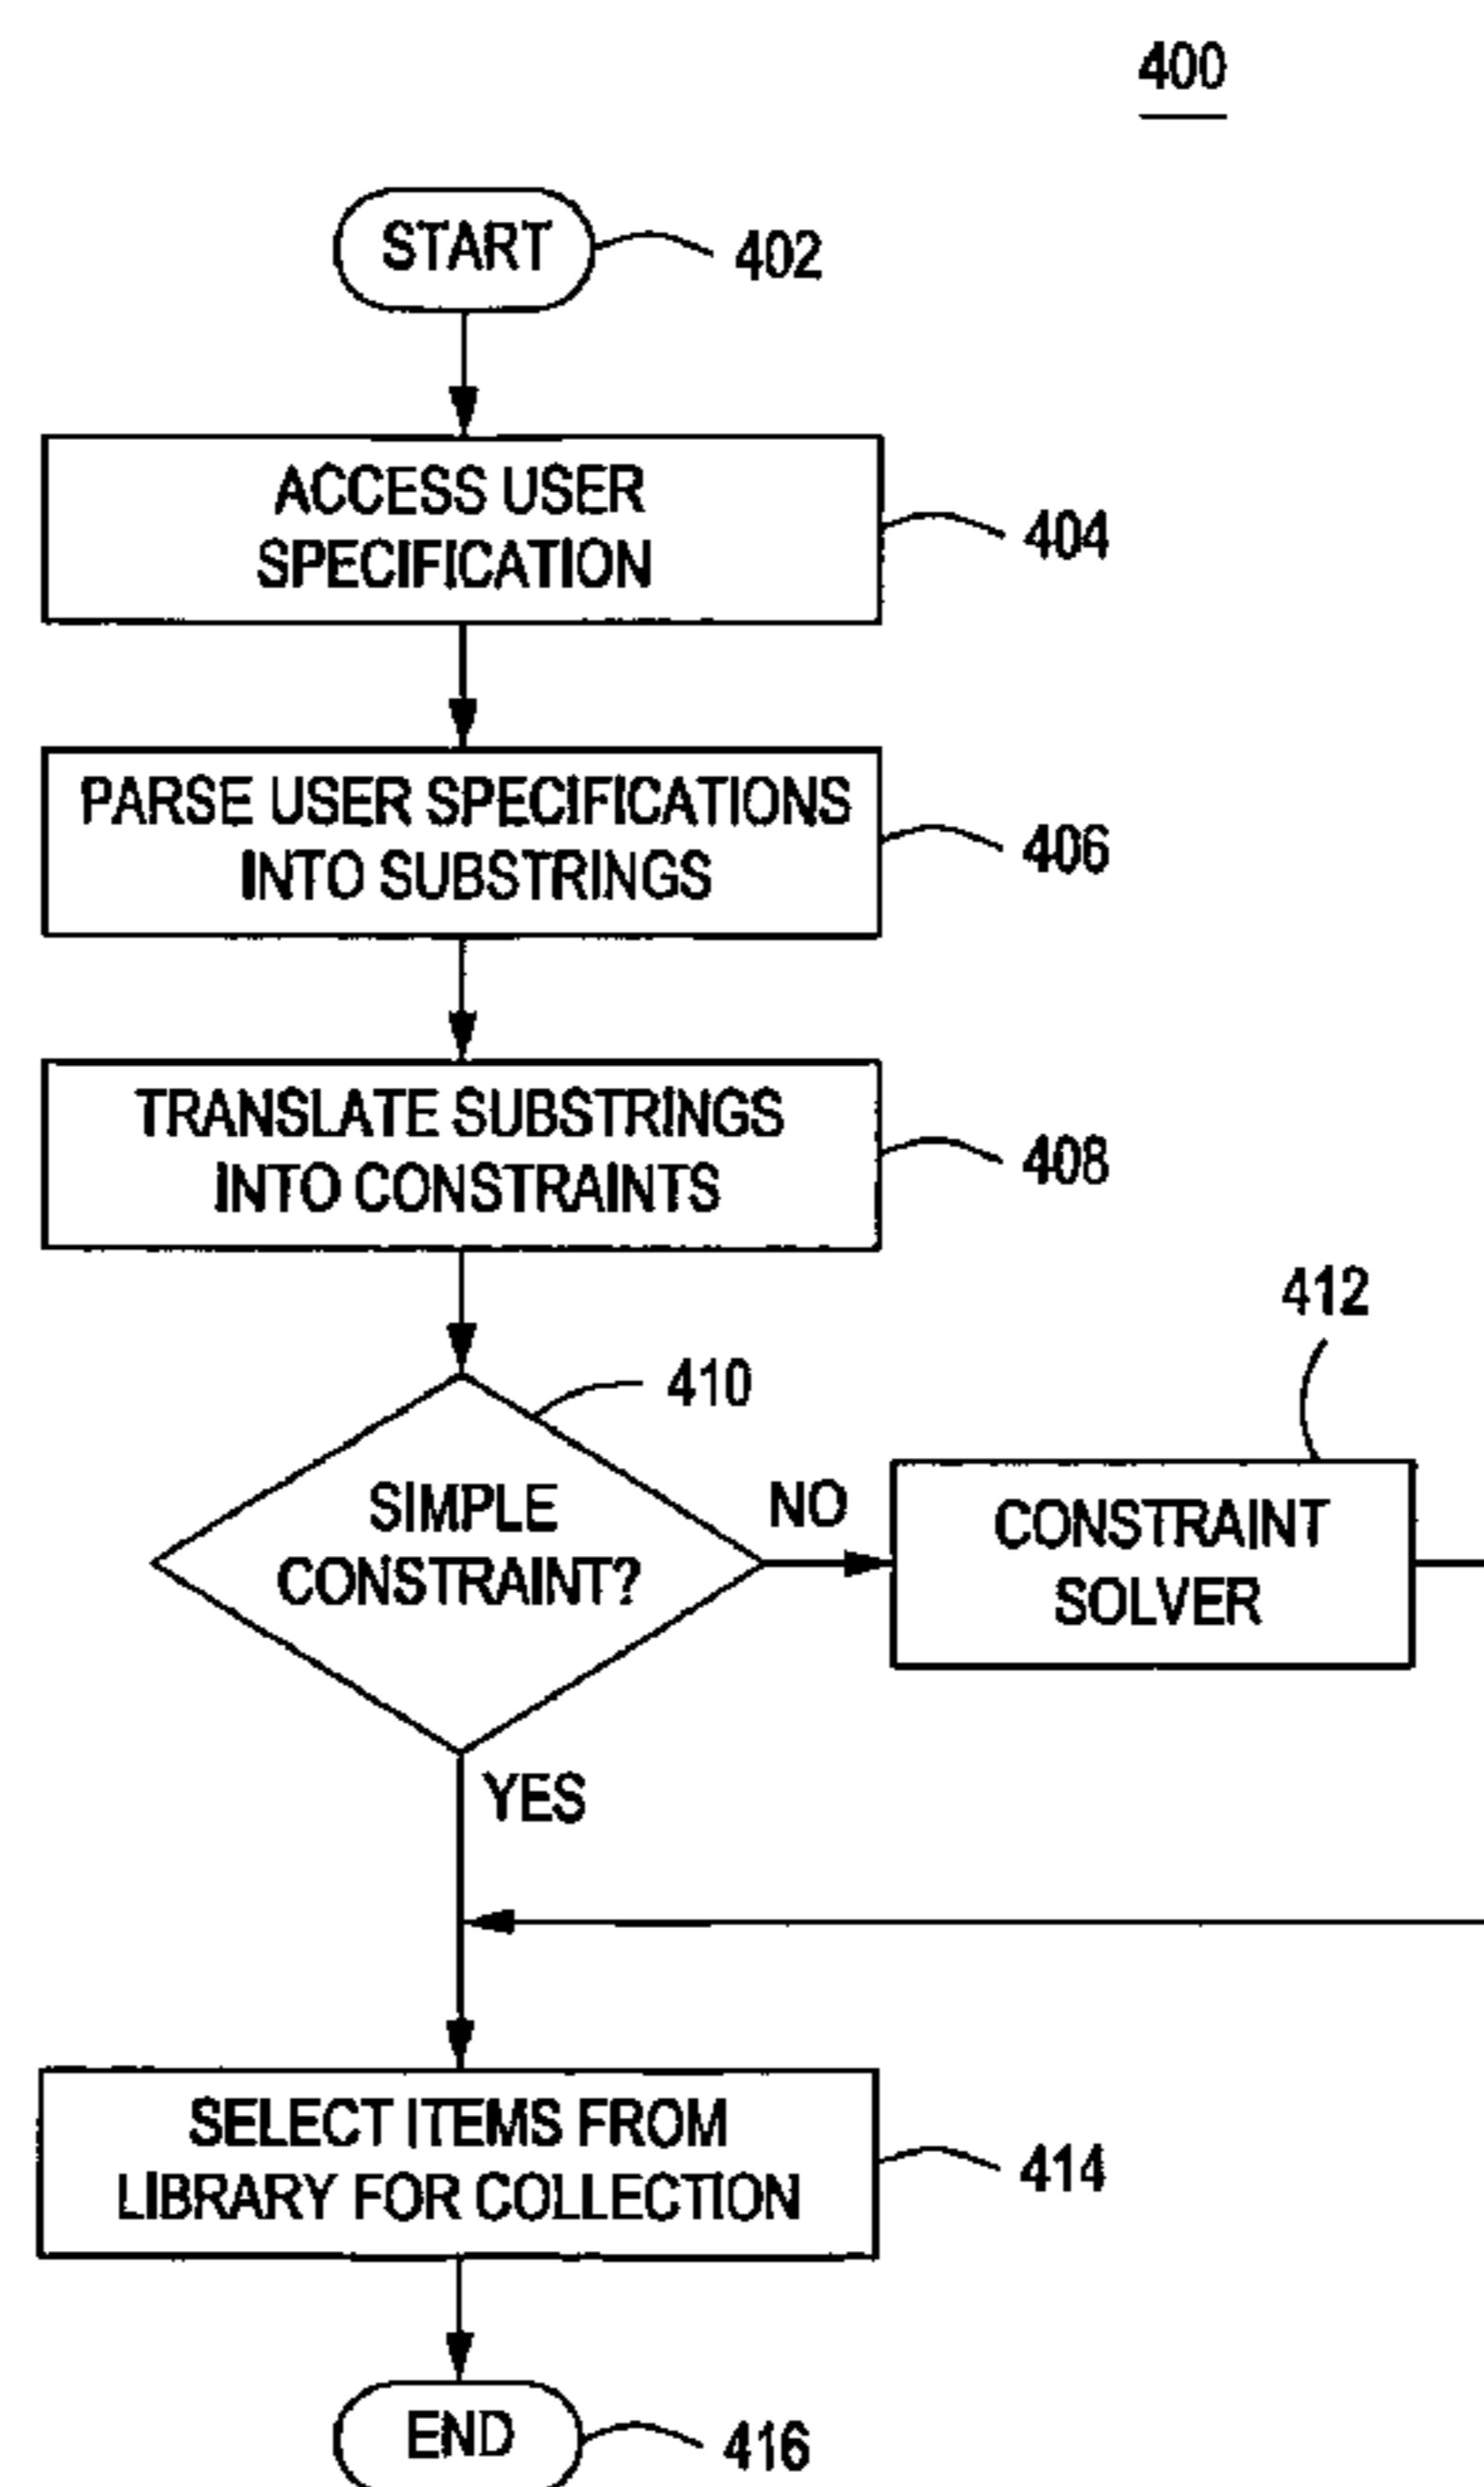 400
START
402
ACCESS USER
SPECIFICATION
404
PARSE USER SPECIFICATIONS
INTO SUBSTRINGS
406
TRANSLATE SUBSTRINGS
INTO CONSTRAINTS
408
412
410
SIMPLE
CONSTRAINT?
NO
CONSTRAINT
SOLVER
YES
SELECT ITEMS FROM
LIBRARY FOR COLLECTION
414
END
416